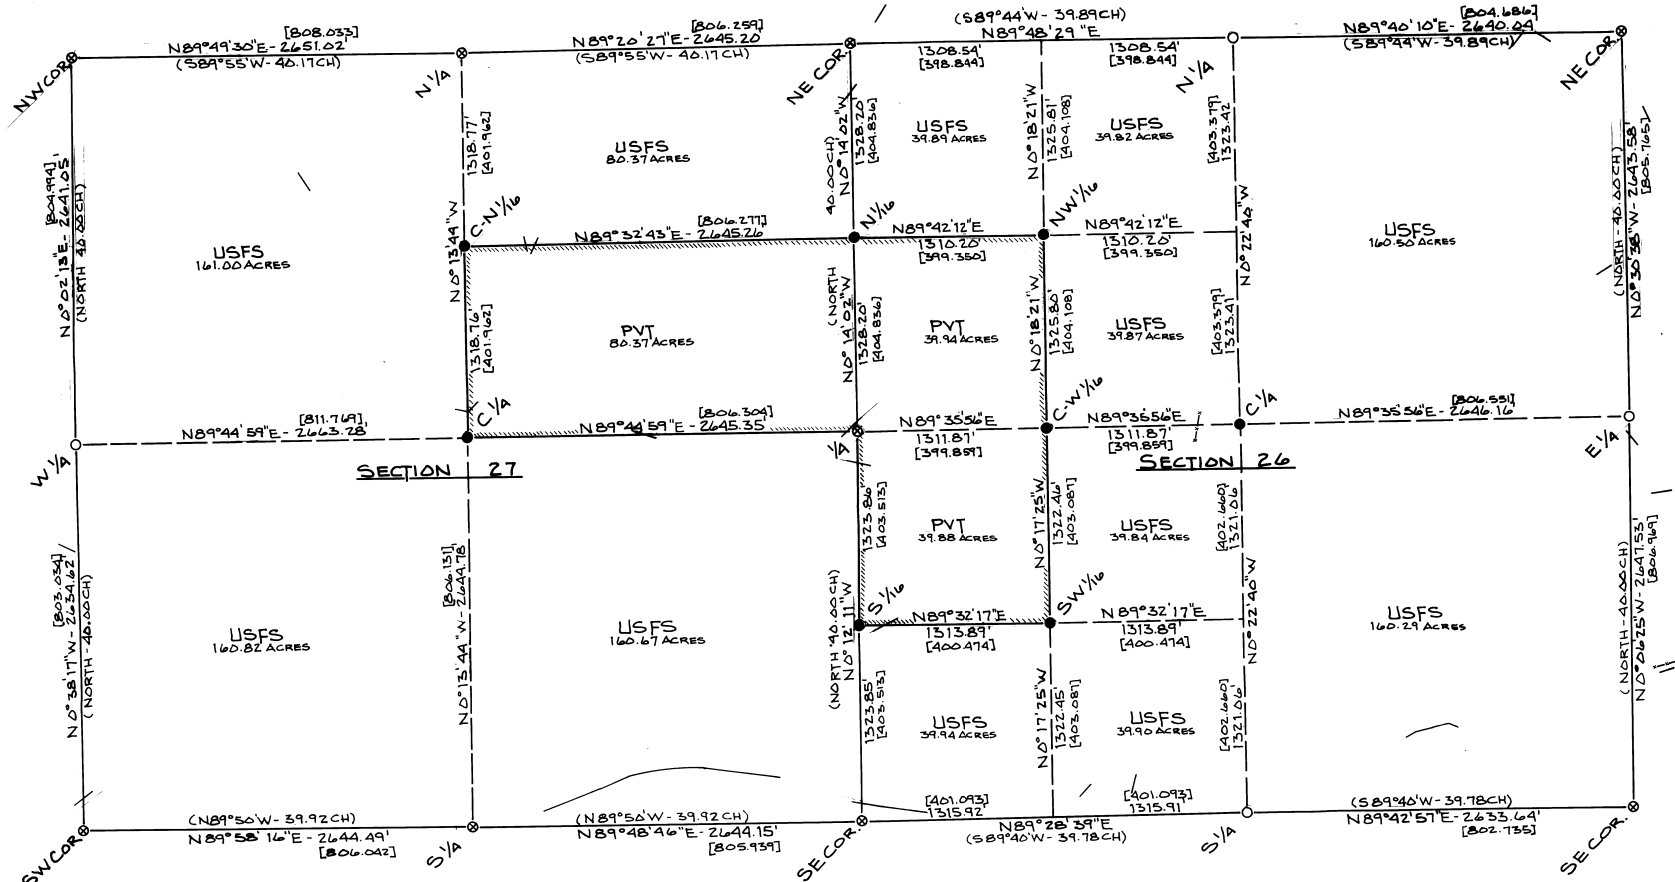 (S89°44'W - 39.89CH)
[808.033]
N89°49'30"E - 2651.02'
(S89°55'W - 40.17CH)
[806.259]
N89°20'27"E - 2645.20'
(S89°55'W - 40.17CH)
N89°48'29"E
1308.54'
[398.844]
1308.54'
[398.844]
[804.686]
N89°40'10"E - 2640.04'
(S89°44'W - 39.89CH)
NW COR
N 1/4
NE COR
N 1/4
NE COR
[804.994]
N0°02'13"E - 2641.05'
(NORTH 40.00CH)
1318.77'
[401.962]
N0°13'44"W
C-N 1/16
40.00CH)
N0°14'02"W
1328.20'
[404.836]
N0°18'21"W
1325.81'
[404.108]
[403.379]
1323.42
N0°22'40"W
(NORTH - 40.00CH)
N0°30'38"W - 2643.58'
[805.765]
USFS
80.37 ACRES
USFS
39.89 ACRES
USFS
39.82 ACRES
USFS
161.00 ACRES
USFS
160.50 ACRES
[806.277]
N89°32'43"E - 2645.26'
N 1/16
N89°42'12"E
1310.20'
[399.350]
NW 1/16
N89°42'12"E
1310.20'
[399.350]
1318.76'
[401.962]
(NORTH
N0°14'02"W
1328.20'
[404.836]
N0°18'21"W
1325.80'
[404.108]
[403.379]
1323.41
PVT
80.37 ACRES
PVT
39.94 ACRES
USFS
39.87 ACRES
C 1/4
C-W 1/16
C 1/4
[811.769]
N89°44'59"E - 2663.28'
[806.304]
N89°44'59"E - 2645.35'
N89°35'56"E
1311.87'
[399.859]
N89°35'56"E
1311.87'
[399.859]
[806.551]
N89°35'56"E - 2646.16'
W 1/4
1/4
E 1/4
SECTION 27
SECTION 26
1323.86'
[403.513]
N0°17'25"W
1322.46'
[403.087]
[402.660]
1321.06
PVT
39.88 ACRES
USFS
39.84 ACRES
[803.034]
N0°38'17"W - 2634.62'
(NORTH - 40.00CH)
[806.131]
N0°13'44"W - 2644.78'
(NORTH 40.00CH)
N0°12'11"W
S 1/16
SW 1/16
N0°22'40"W
(NORTH - 40.00CH)
N0°06'25"W - 2647.53'
[806.969]
N89°32'17"E
1313.89'
[400.474]
N89°32'17"E
1313.89'
[400.474]
USFS
160.82 ACRES
USFS
160.67 ACRES
USFS
160.29 ACRES
1323.85'
[403.513]
N0°17'25"W
1322.45'
[403.087]
[402.660]
1321.06'
USFS
39.94 ACRES
USFS
39.90 ACRES
(N89°50'W - 39.92CH)
N89°58'16"E - 2644.49'
[806.042]
(N89°50'W - 39.92CH)
N89°48'46"E - 2644.15'
[805.939]
[401.093]
1315.92'
[401.093]
1315.91'
N89°28'39"E
(S89°40'W - 39.78CH)
(S89°40'W - 39.78CH)
N89°42'57"E - 2633.64'
[802.735]
SW COR.
S 1/4
SE COR.
S 1/4
SE COR.